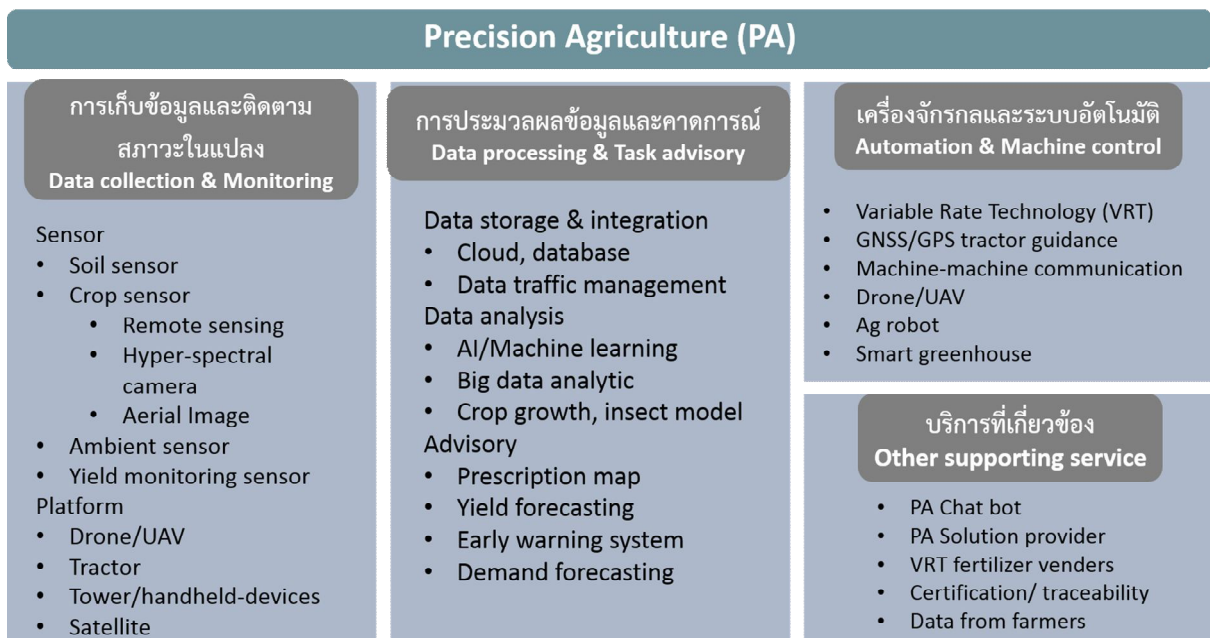 Precision Agriculture (PA)
การเก็บข้อมูลและติดตาม
สภาวะในแปลง
Data collection & Monitoring
Sensor
• Soil sensor
• Crop sensor
• Remote sensing
• Hyper-spectral
camera
• Aerial Image
• Ambient sensor
• Yield monitoring sensor
Platform
• Drone/UAV
• Tractor
• Tower/handheld-devices
• Satellite
การประมวลผลข้อมูลและคาดการณ์
Data processing & Task advisory
Data storage & integration
• Cloud, database
• Data traffic management
Data analysis
• AI/Machine learning
• Big data analytic
• Crop growth, insect model
Advisory
• Prescription map
• Yield forecasting
• Early warning system
• Demand forecasting
เครื่องจักรกลและระบบอัตโนมัติ
Automation & Machine control
• Variable Rate Technology (VRT)
• GNSS/GPS tractor guidance
• Machine-machine communication
• Drone/UAV
• Ag robot
• Smart greenhouse
บริการที่เกี่ยวข้อง
Other supporting service
• PA Chat bot
• PA Solution provider
• VRT fertilizer venders
• Certification/ traceability
• Data from farmers